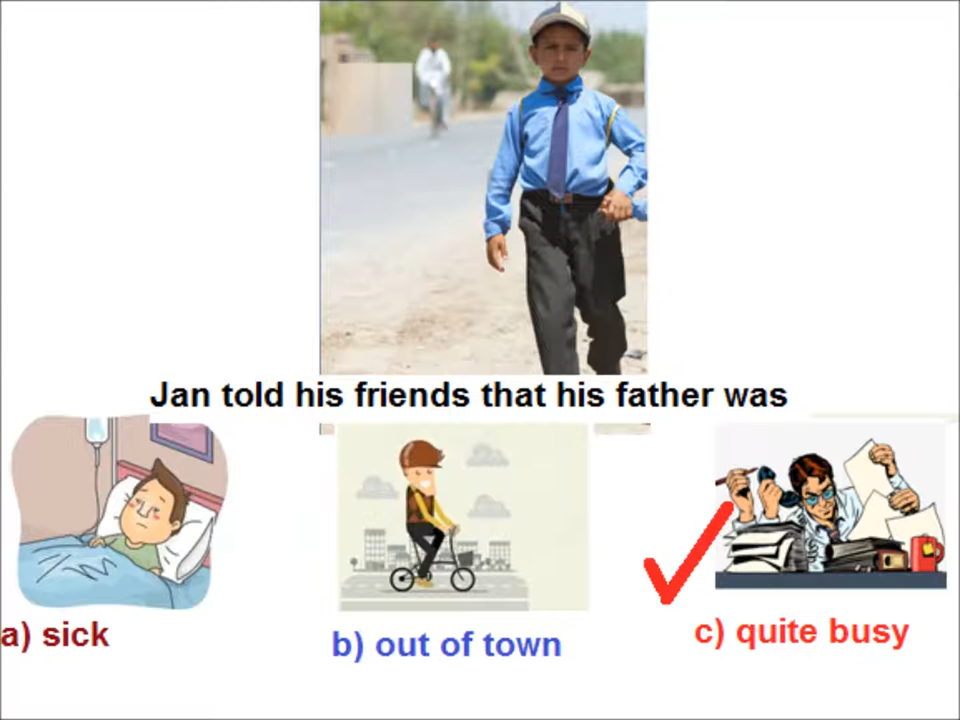 Jan told his friends that his father was
a) sick
b) out of town
c) quite busy